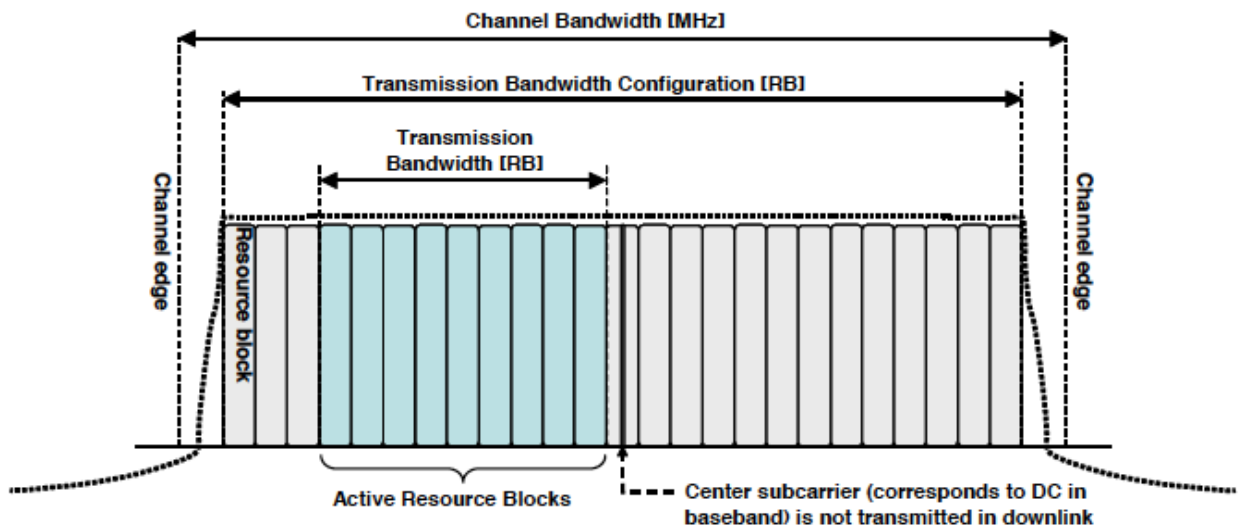 Channel Bandwidth [MHz]
Transmission Bandwidth Configuration [RB]
Transmission
Bandwidth [RB]
Channel edge
Resource block
Channel edge
Active Resource Blocks
Center subcarrier (corresponds to DC in
baseband) is not transmitted in downlink